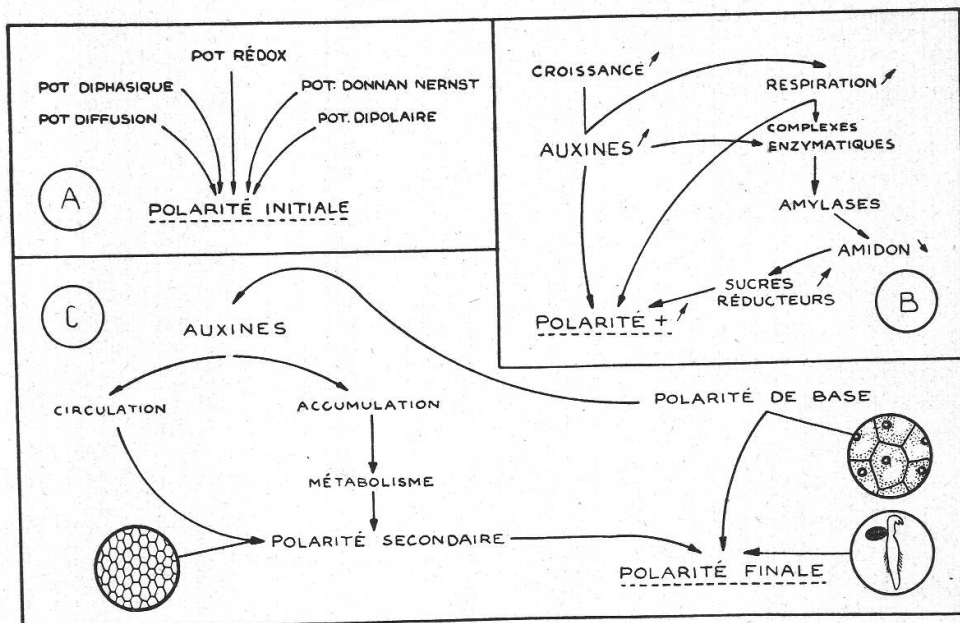 POT RÉDOX
POT DIPHASIQUE
POT. DONNAN NERNST
POT DIFFUSION
POT. DIPOLAIRE
A
POLARITÉ INITIALE
CROISSANCE
RESPIRATION
AUXINES
COMPLEXES
ENZYMATIQUES
AMYLASES
AMIDON
SUCRES
RÉDUCTEURS
POLARITÉ +
B
C
AUXINES
CIRCULATION
ACCUMULATION
POLARITÉ DE BASE
MÉTABOLISME
POLARITÉ SECONDAIRE
POLARITÉ FINALE